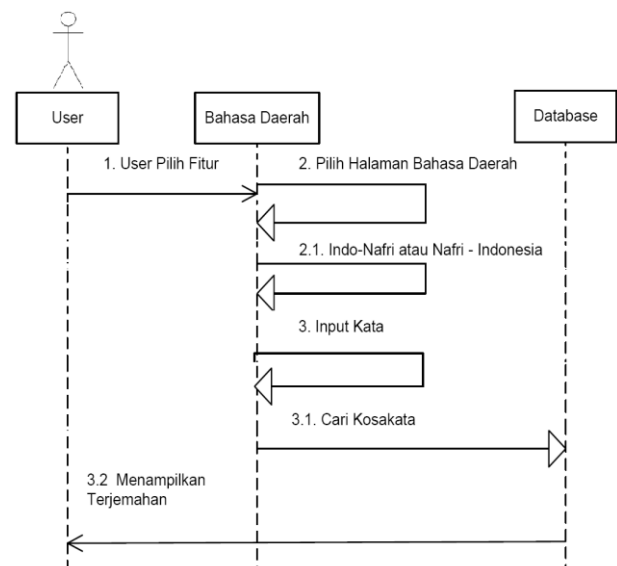 User
Bahasa Daerah
Database
1. User Pilih Fitur
2. Pilih Halaman Bahasa Daerah
2.1. Indo-Nafri atau Nafri - Indonesia
3. Input Kata
3.1. Cari Kosakata
3.2 Menampilkan
Terjemahan